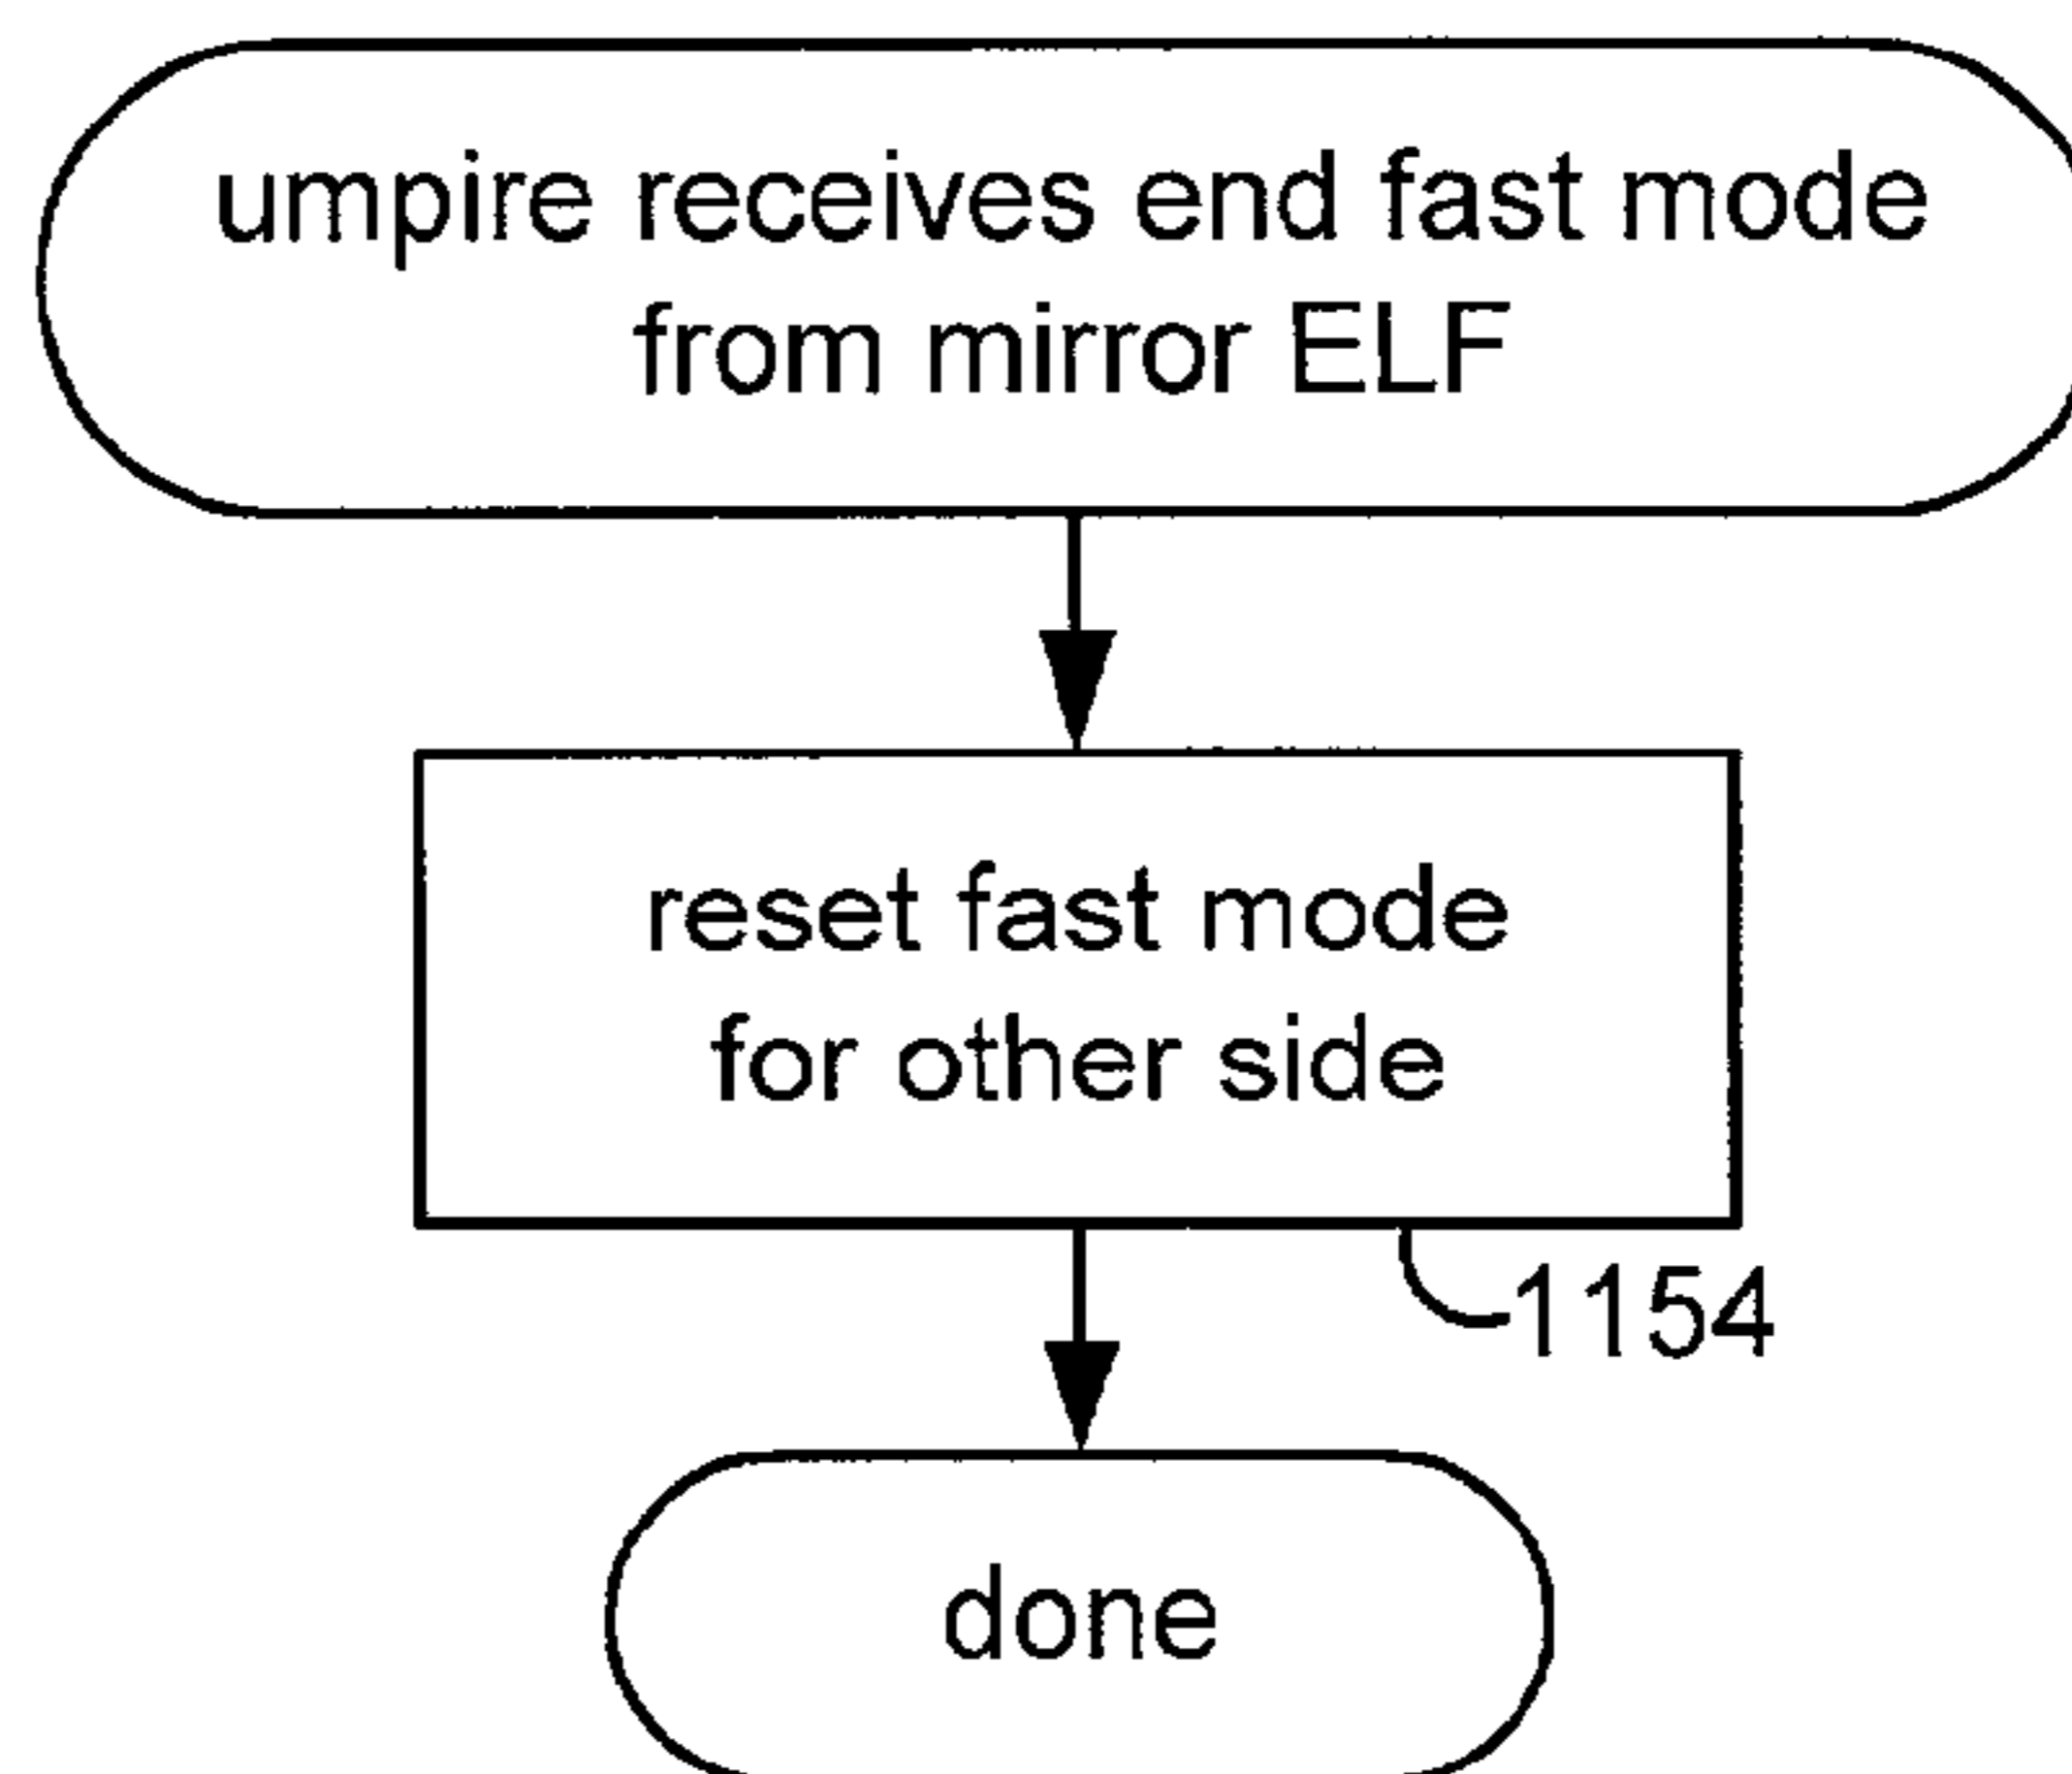 umpire receives end fast mode
from mirror ELF
reset fast mode
for other side
1154
done